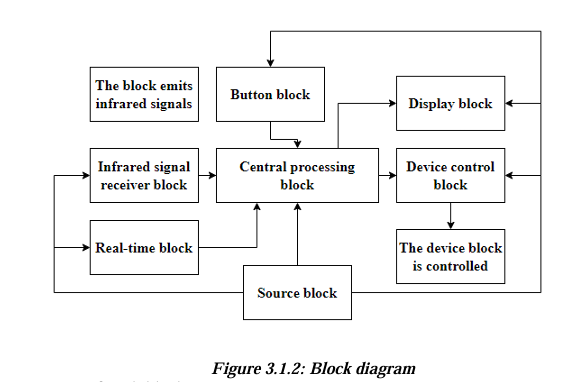 The block emits
infrared signals
Button block
Display block
Infrared signal
receiver block
Central processing
block
Device control
block
Real-time block
The device block
is controlled
Source block
Figure 3.1.2: Block diagram